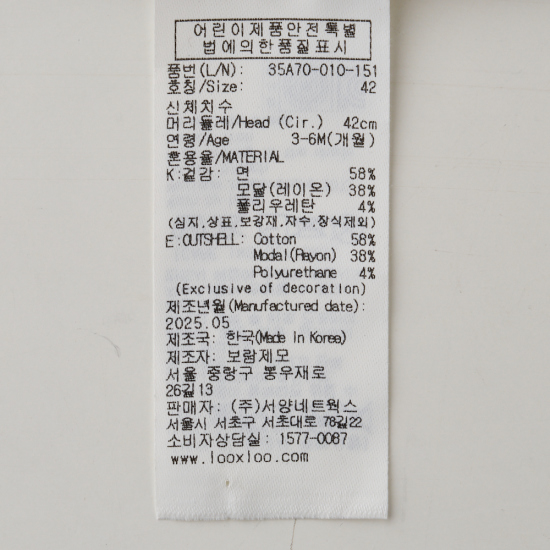 어린이제품안전특별
법에의한품질표시
품번(L/N): 35A70-010-151
호칭/Size: 42
신체치수
머리둘레/Head (Cir.) 42cm
연령/Age 3-6M(개월)
혼용율/MATERIAL
K:겉감: 면 58%
모달(레이온) 38%
폴리우레탄 4%
(심지,상표,보강재,자수,장식제외)
E:OUTSHELL: Cotton 58%
Modal(Rayon) 38%
Polyurethane 4%
(Exclusive of decoration)
제조년월(Manufactured date):
2025.05
제조국: 한국(Made In Korea)
제조자: 보람제모
서울 중랑구 봉우재로
26길13
판매자: (주)서양네트웍스
서울시 서초구 서초대로 78길22
소비자상담실: 1577-0087
www.looxloo.com